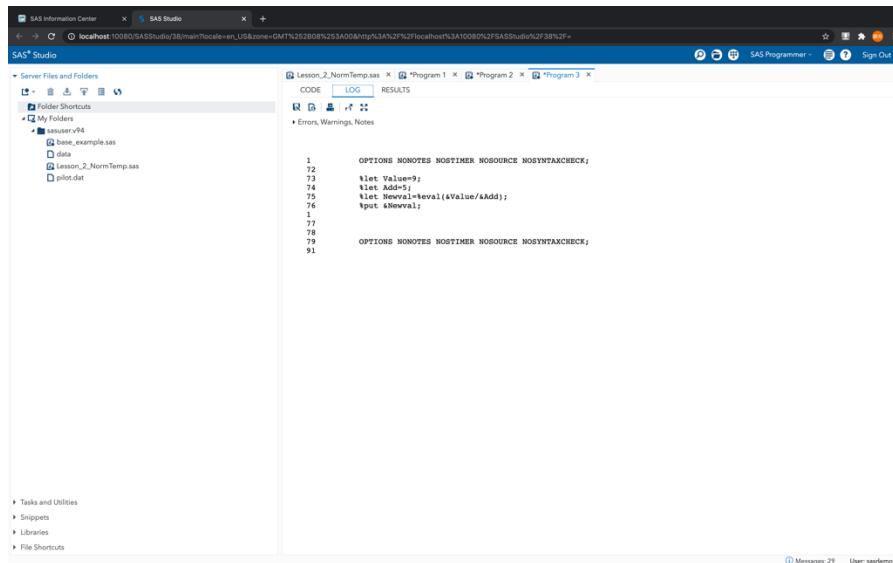 SAS Information Center
SAS Studio
localhost:10080/SASStudio/38/main?locale=en_US&zone=GMT%252B08%253A00&http%3A%2F%2Flocalhost%3A10080%2FSASStudio%2F38%2F=
SAS® Studio
SAS Programmer
Sign Out
Server Files and Folders
Folder Shortcuts
My Folders
sasuser.v94
base_example.sas
data
Lesson_2_NormTemp.sas
pilot.dat
Tasks and Utilities
Snippets
Libraries
File Shortcuts
Lesson_2_NormTemp.sas × *Program 1 × *Program 2 × *Program 3 ×
CODE LOG RESULTS
Errors, Warnings, Notes
1 OPTIONS NONOTES NOSTIMER NOSOURCE NOSYNTAXCHECK;
72
73 %let Value=9;
74 %let Add=5;
75 %let Newval=%eval(&Value/&Add);
76 %put &Newval;
1
77
78
79 OPTIONS NONOTES NOSTIMER NOSOURCE NOSYNTAXCHECK;
91
Messages: 29 User: sasdemo